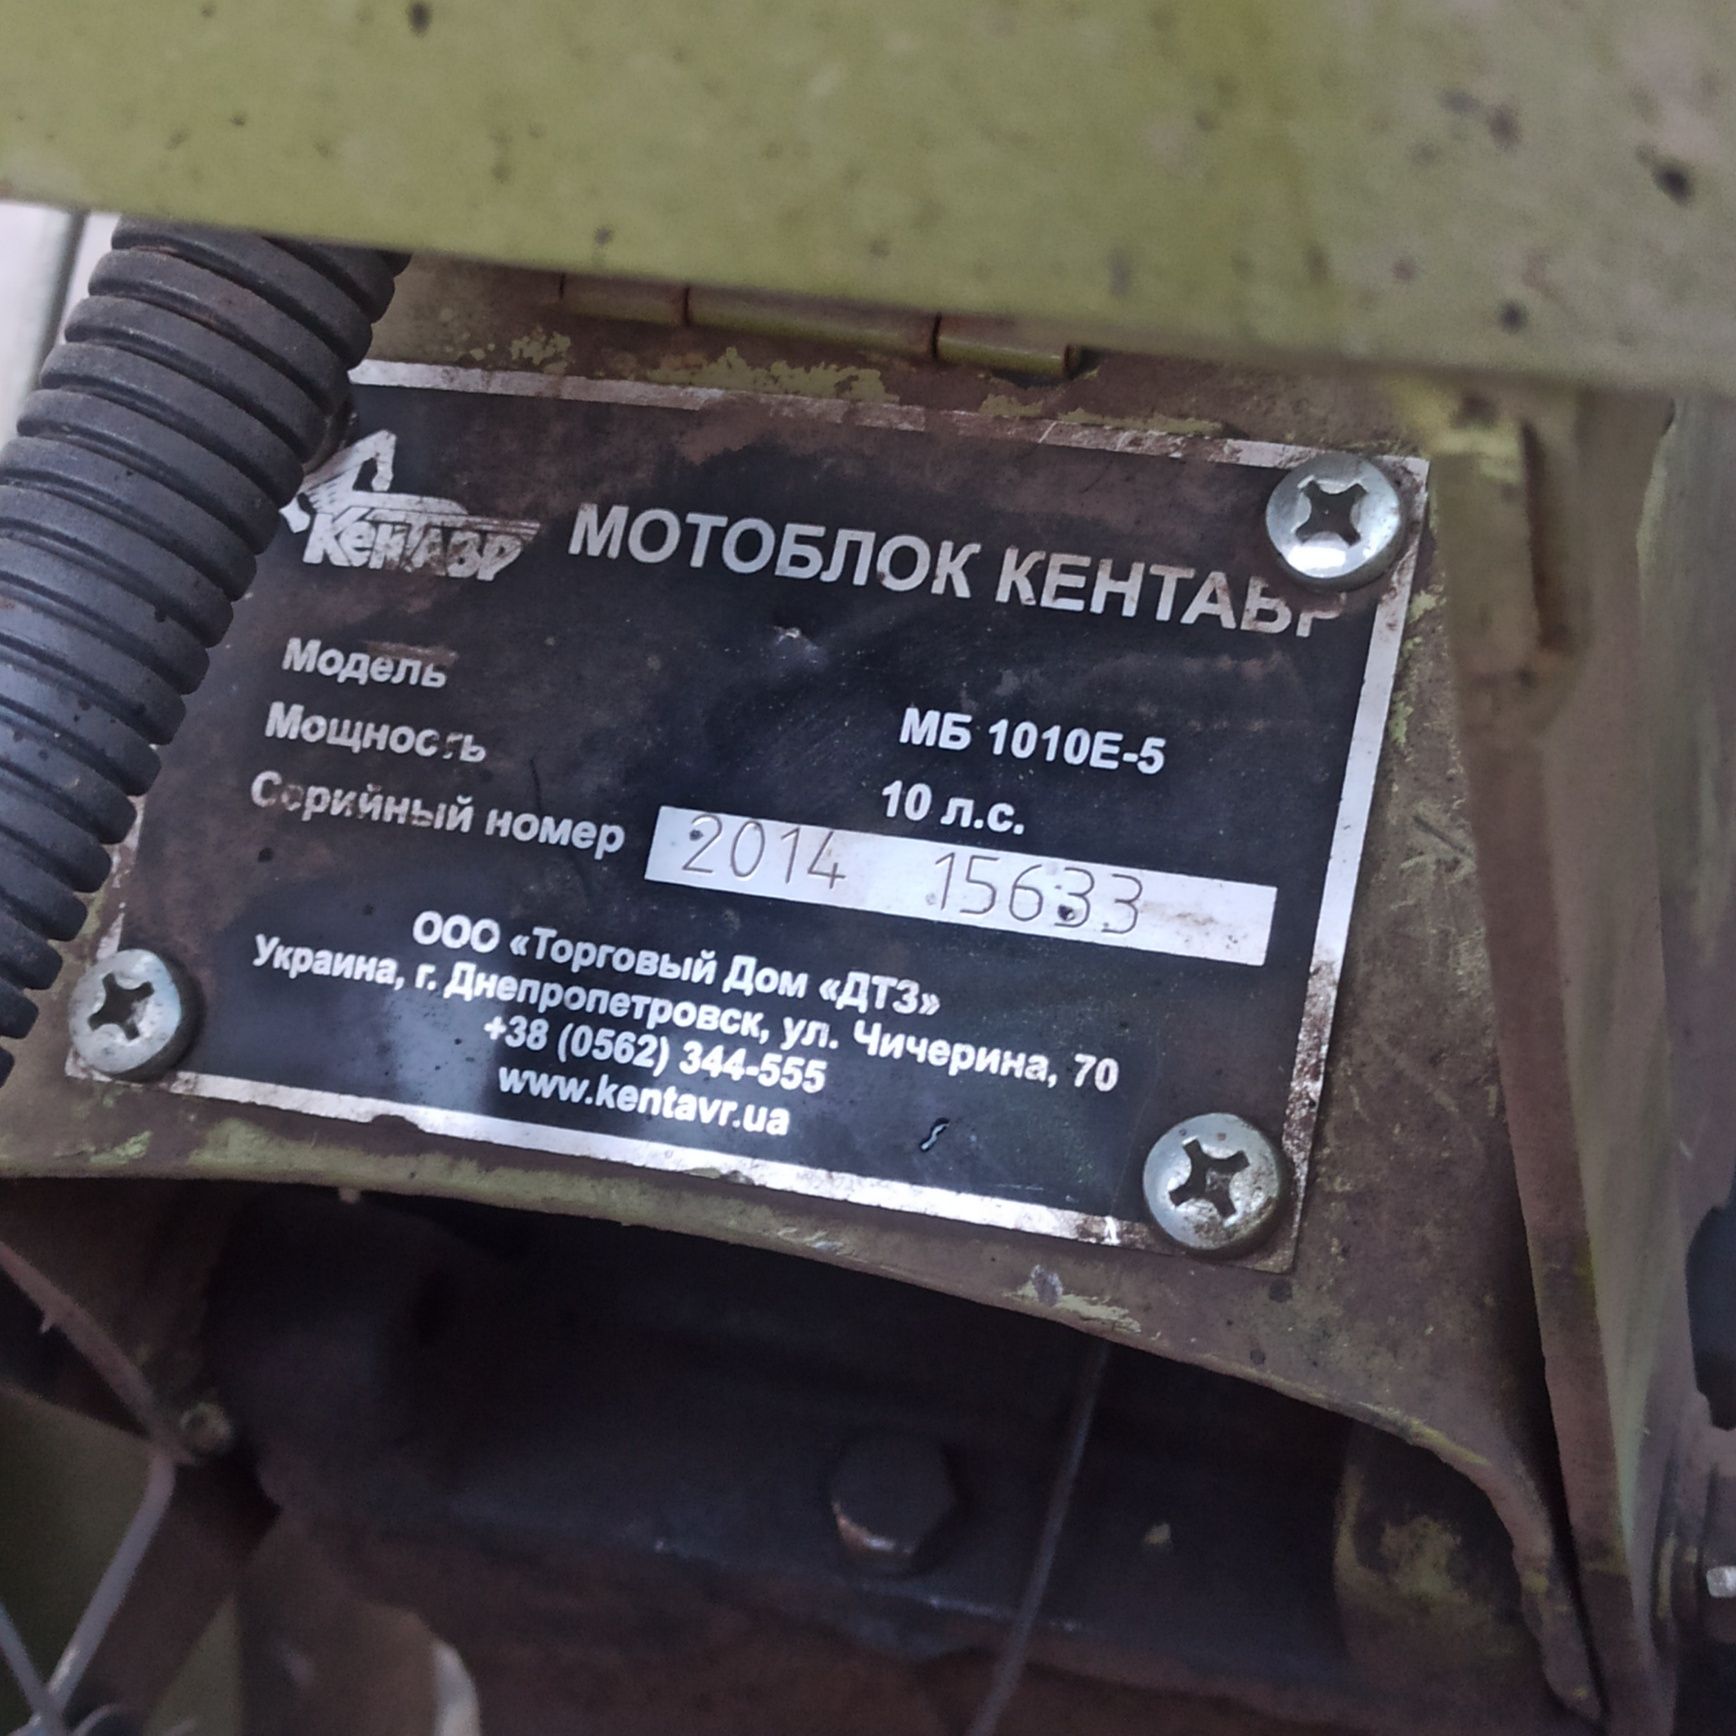 Кентавр МОТОБЛОК КЕНТАВР
Модель МБ 1010Е-5
Мощность 10 л.с.
Серийный номер 2014 15633
ООО «Торговый Дом «ДТЗ»
Украина, г. Днепропетровск, ул. Чичерина, 70
+38 (0562) 344-555
www.kentavr.ua